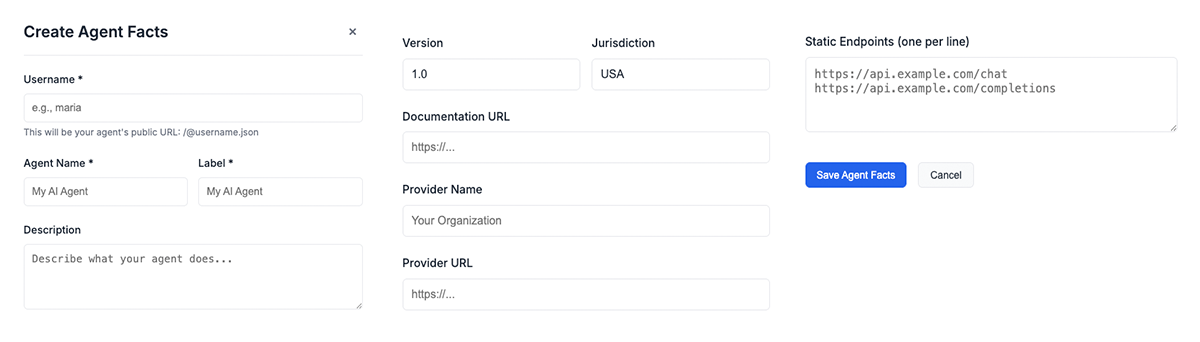 Create Agent Facts ×
Username *
e.g., maria
This will be your agent's public URL: /@username.json
Agent Name * Label *
My AI Agent My AI Agent
Description
Describe what your agent does...
Version Jurisdiction
1.0 USA
Documentation URL
https://...
Provider Name
Your Organization
Provider URL
https://...
Static Endpoints (one per line)
https://api.example.com/chat
https://api.example.com/completions
Save Agent Facts Cancel